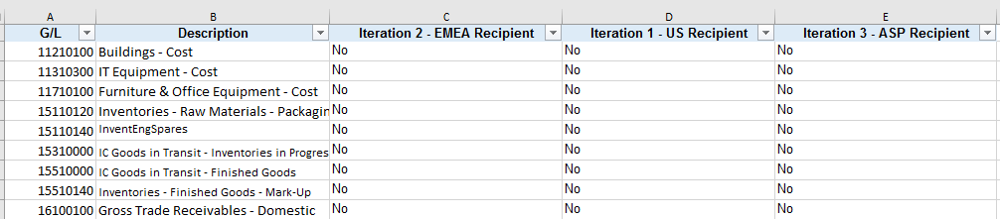 A B C D E
G/L Description Iteration 2 - EMEA Recipient Iteration 1 - US Recipient Iteration 3 - ASP Recipient
11210100 Buildings - Cost No No No
11310300 IT Equipment - Cost No No No
11710100 Furniture & Office Equipment - Cost No No No
15110120 Inventories - Raw Materials - Packagin No No No
15110140 InventEngSpares No No No
15310000 IC Goods in Transit - Inventories in Progres No No No
15510000 IC Goods in Transit - Finished Goods No No No
15510140 Inventories - Finished Goods - Mark-Up No No No
16100100 Gross Trade Receivables - Domestic No No No